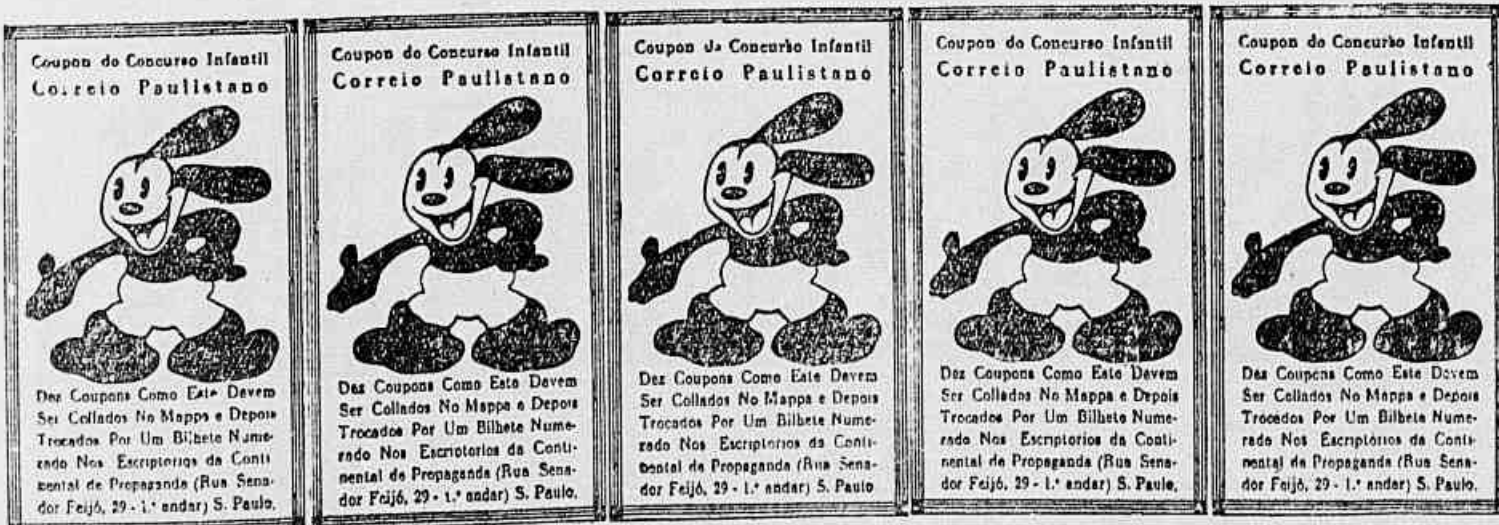 Coupon do Concurso Infantil
Correio Paulistano
Dez Coupons Como Este Devem
Ser Collados No Mappa e Depois
Trocados Por Um Bilhete Nume-
rado Nos Escriptorios da Conti
nental de Propaganda (Rua Sena-
dor Feijó, 29 - 1.º andar) S. Paulo.
Coupon do Concurso Infantil
Correio Paulistano
Dez Coupons Como Este Devem
Ser Collados No Mappa e Depois
Trocados Por Um Bilhete Nume-
rado Nos Escriptorios da Conti-
nental de Propaganda (Rua Sena-
dor Feijó, 29 - 1.º andar) S. Paulo.
Coupon do Concurso Infantil
Correio Paulistano
Dez Coupons Como Este Devem
Ser Collados No Mappa e Depois
Trocados Por Um Bilhete Nume-
rado Nos Escriptorios da Conti-
nental de Propaganda (Rua Sena-
dor Feijó, 29 - 1.º andar) S. Paulo
Coupon do Concurso Infantil
Correio Paulistano
Dez Coupons Como Este Devem
Ser Collados No Mappa e Depois
Trocados Por Um Bilhete Nume-
rado Nos Escriptorios da Conti-
nental de Propaganda (Rua Sena-
dor Feijó, 29 - 1.º andar) S. Paulo.
Coupon do Concurso Infantil
Correio Paulistano
Dez Coupons Como Este Devem
Ser Collados No Mappa e Depois
Trocados Por Um Bilhete Nume-
rado Nos Escriptórios da Conti-
nental de Propaganda (Rua Sena-
dor Feijó, 29 - 1.º andar) S. Paulo.